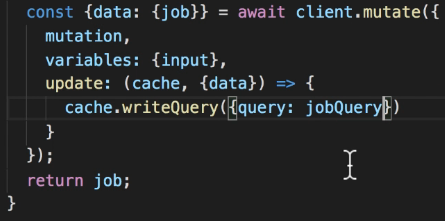 const {data: {job}} = await client.mutate({
mutation,
variables: {input},
update: (cache, {data}) => {
cache.writeQuery({query: jobQuery})
}
});
return job;
}